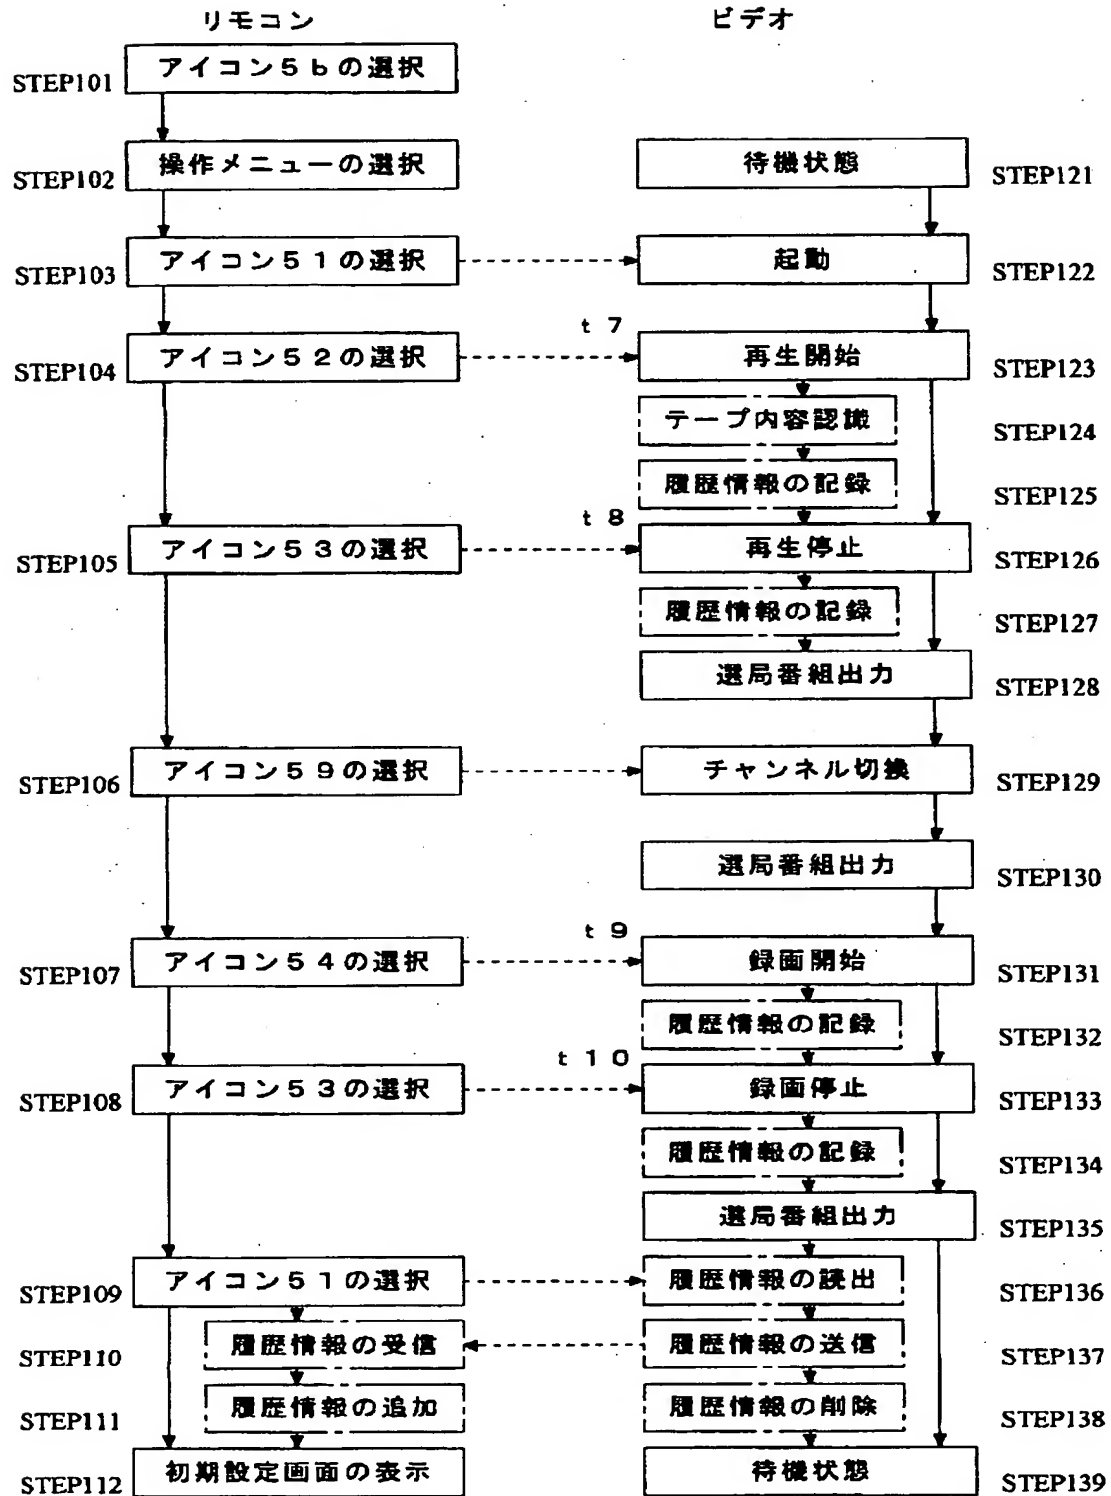 リモコン ビデオ
STEP101 アイコン5bの選択
STEP102 操作メニューの選択 待機状態 STEP121
STEP103 アイコン51の選択 起動 STEP122
t7
STEP104 アイコン52の選択 再生開始 STEP123
テープ内容認識 STEP124
履歴情報の記録 STEP125
t8
STEP105 アイコン53の選択 再生停止 STEP126
履歴情報の記録 STEP127
選局番組出力 STEP128
STEP106 アイコン59の選択 チャンネル切換 STEP129
選局番組出力 STEP130
t9
STEP107 アイコン54の選択 録画開始 STEP131
履歴情報の記録 STEP132
t10
STEP108 アイコン53の選択 録画停止 STEP133
履歴情報の記録 STEP134
選局番組出力 STEP135
STEP109 アイコン51の選択 履歴情報の読出 STEP136
STEP110 履歴情報の受信 履歴情報の送信 STEP137
STEP111 履歴情報の追加 履歴情報の削除 STEP138
STEP112 初期設定画面の表示 待機状態 STEP139